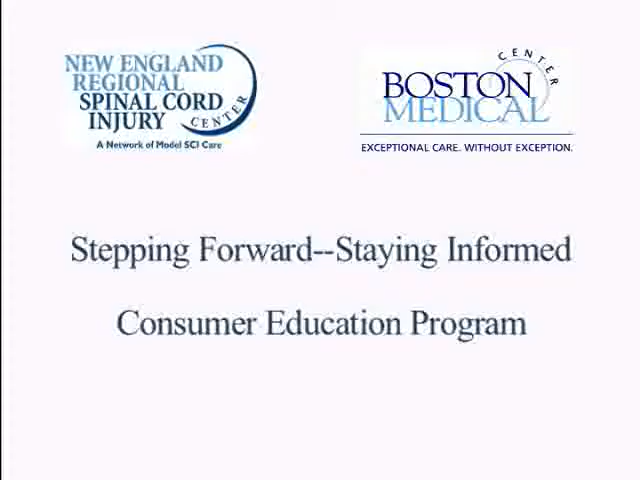 NEW ENGLAND
REGIONAL
SPINAL CORD
INJURY CENTER
A Network of Model SCI Care
BOSTON
MEDICAL
CENTER
EXCEPTIONAL CARE. WITHOUT EXCEPTION.
Stepping Forward--Staying Informed
Consumer Education Program